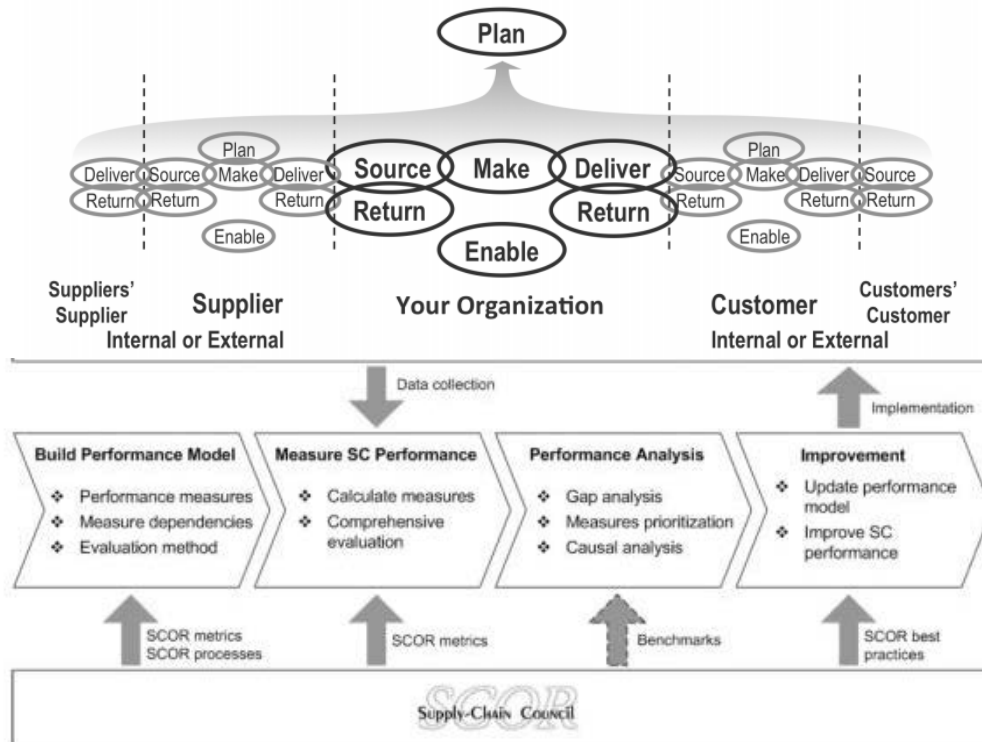 Plan
Plan
Plan
Deliver Source Make Deliver Source Make Deliver Source Make Deliver Source
Return Return Return Return Return Return Return Return
Enable Enable
Enable
Suppliers' Supplier Your Organization Customer Customers'
Supplier Customer
Internal or External Internal or External
Data collection
Implementation
Build Performance Model
Performance measures
Measure dependencies
Evaluation method
Measure SC Performance
Calculate measures
Comprehensive
evaluation
Performance Analysis
Gap analysis
Measures prioritization
Causal analysis
Improvement
Update performance
model
Improve SC
performance
SCOR metrics
SCOR processes
SCOR metrics
Benchmarks
SCOR best
practices
SCOR
Supply-Chain Council